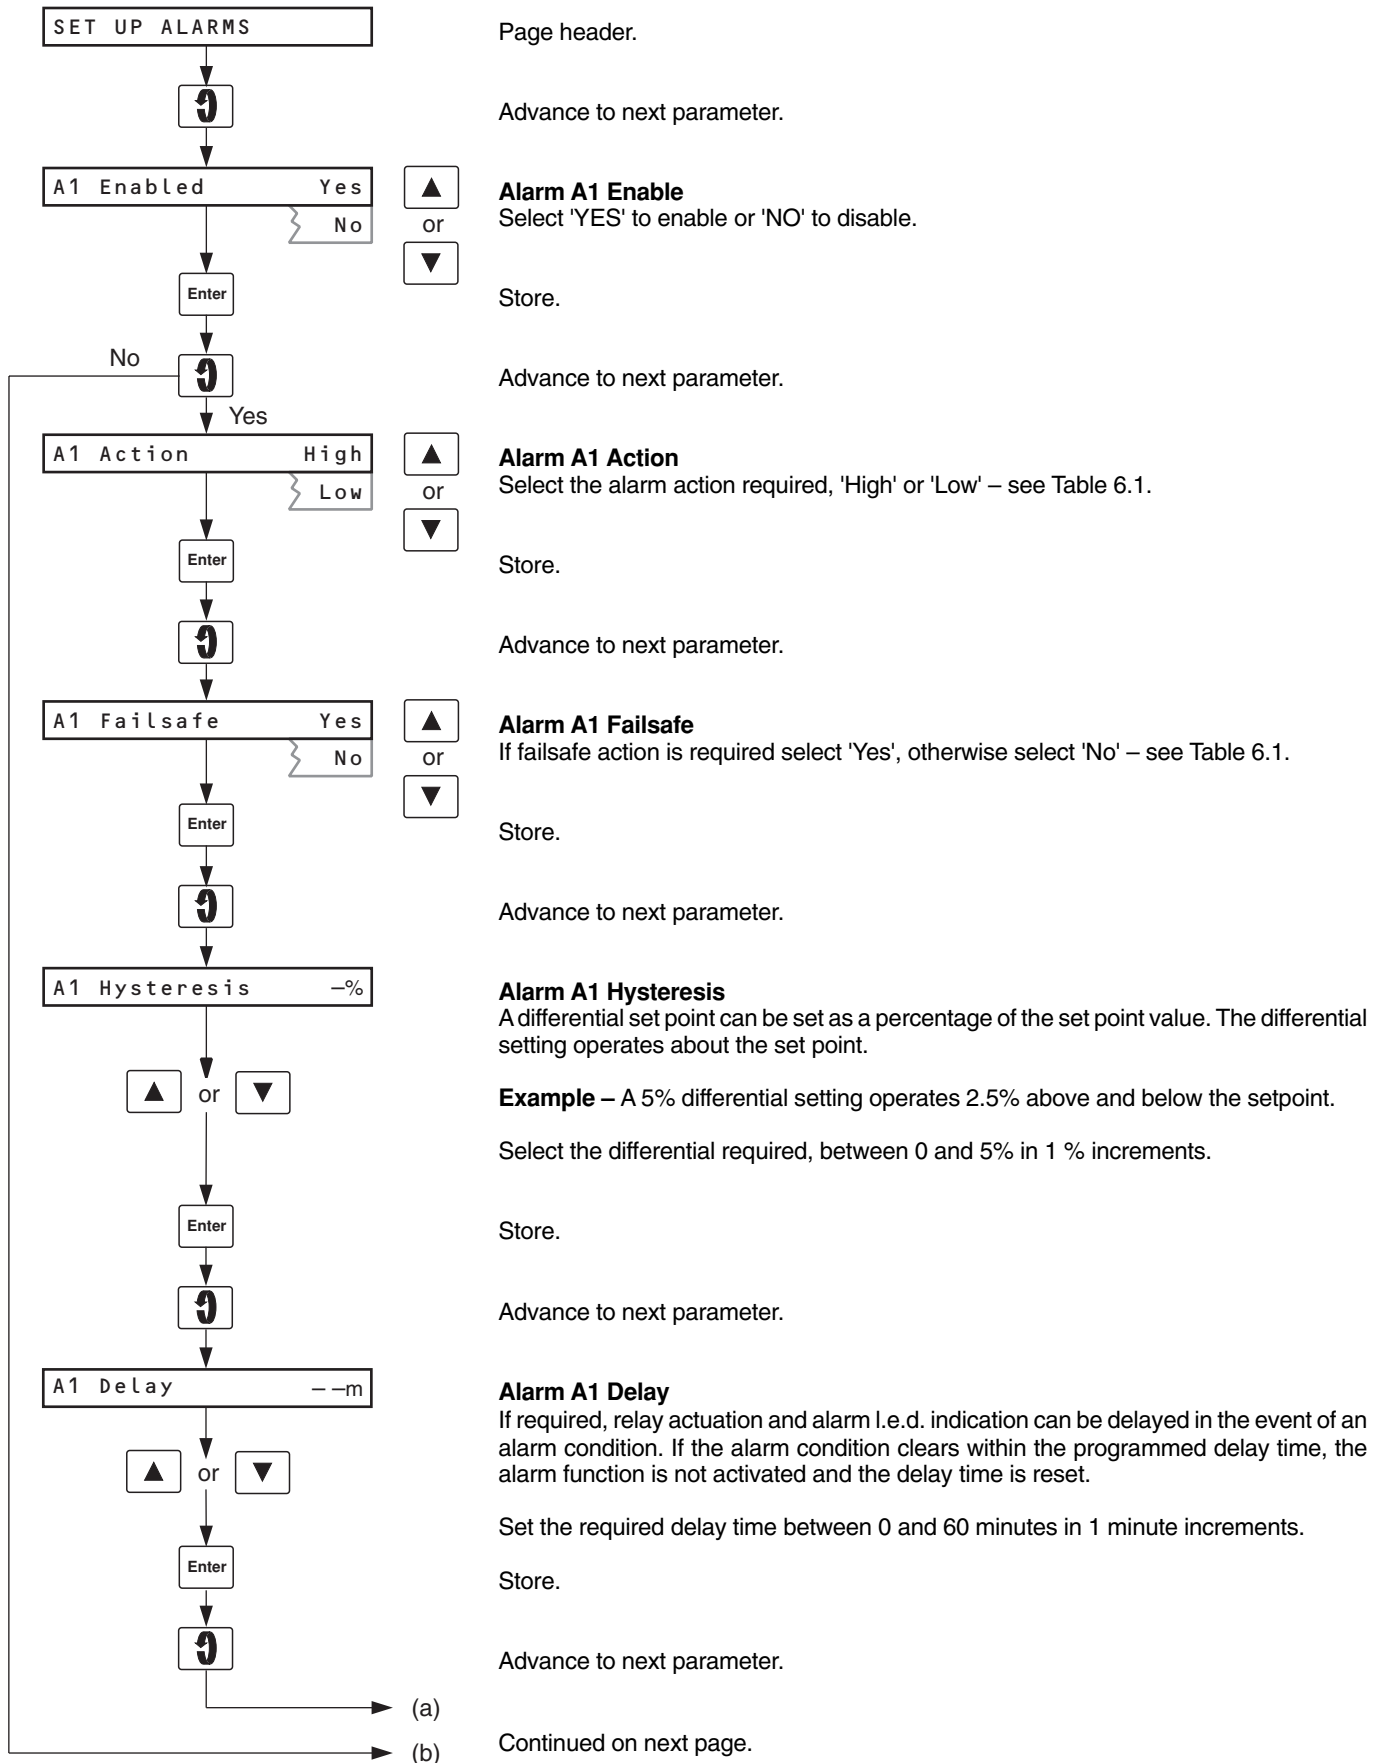 SET UP ALARMS
Page header.
Advance to next parameter.
A1 Enabled Yes
No
▲
or
▼
Alarm A1 Enable
Select 'YES' to enable or 'NO' to disable.
Enter
Store.
No
Advance to next parameter.
Yes
A1 Action High
Low
▲
or
▼
Alarm A1 Action
Select the alarm action required, 'High' or 'Low' – see Table 6.1.
Enter
Store.
Advance to next parameter.
A1 Failsafe Yes
No
▲
or
▼
Alarm A1 Failsafe
If failsafe action is required select 'Yes', otherwise select 'No' – see Table 6.1.
Enter
Store.
Advance to next parameter.
A1 Hysteresis –%
Alarm A1 Hysteresis
A differential set point can be set as a percentage of the set point value. The differential
setting operates about the set point.
▲ or ▼
Example – A 5% differential setting operates 2.5% above and below the setpoint.
Select the differential required, between 0 and 5% in 1 % increments.
Enter
Store.
Advance to next parameter.
A1 Delay – –m
Alarm A1 Delay
If required, relay actuation and alarm l.e.d. indication can be delayed in the event of an
alarm condition. If the alarm condition clears within the programmed delay time, the
alarm function is not activated and the delay time is reset.
▲ or ▼
Set the required delay time between 0 and 60 minutes in 1 minute increments.
Enter
Store.
Advance to next parameter.
(a)
Continued on next page.
(b)